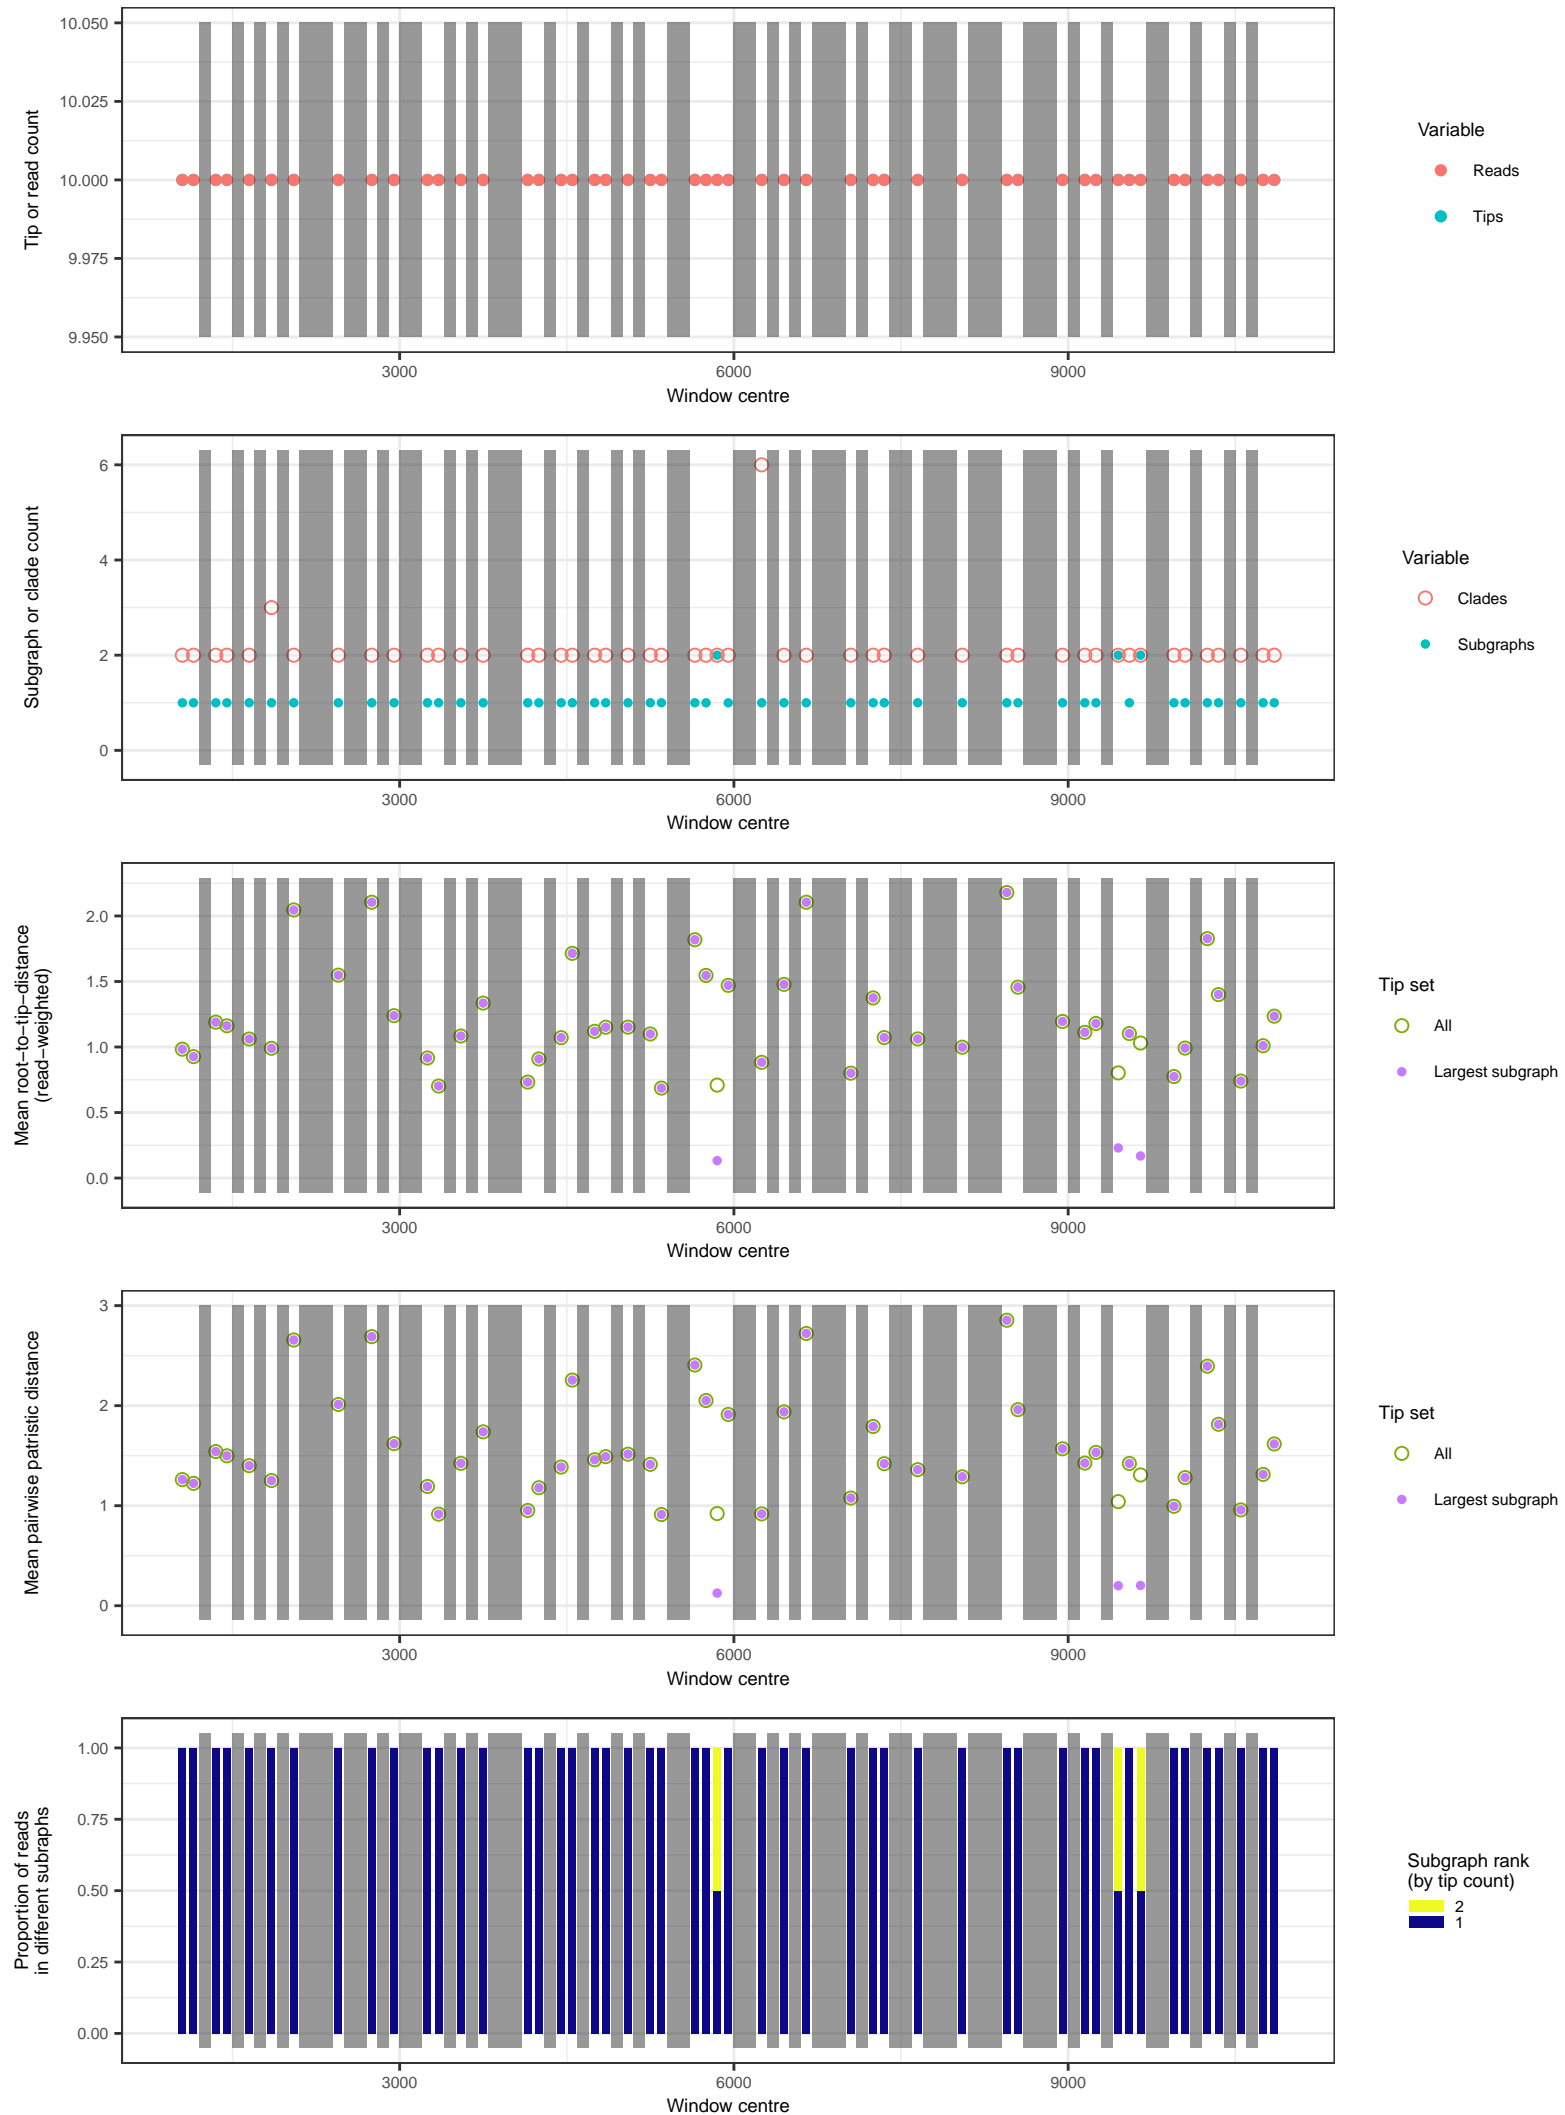 10.050
10.025
10.000
9.975
9.950
Tip or read count
3000
6000
9000
Window centre
Variable
Reads
Tips
6
4
2
0
Subgraph or clade count
3000
6000
9000
Window centre
Variable
Clades
Subgraphs
2.0
1.5
1.0
0.5
0.0
Mean root−to−tip−distance
(read−weighted)
3000
6000
9000
Window centre
Tip set
All
Largest subgraph
3
2
1
0
Mean pairwise patristic distance
3000
6000
9000
Window centre
Tip set
All
Largest subgraph
1.00
0.75
0.50
0.25
0.00
Proportion of reads
in different subraphs
3000
6000
9000
Window centre
Subgraph rank
(by tip count)
2
1